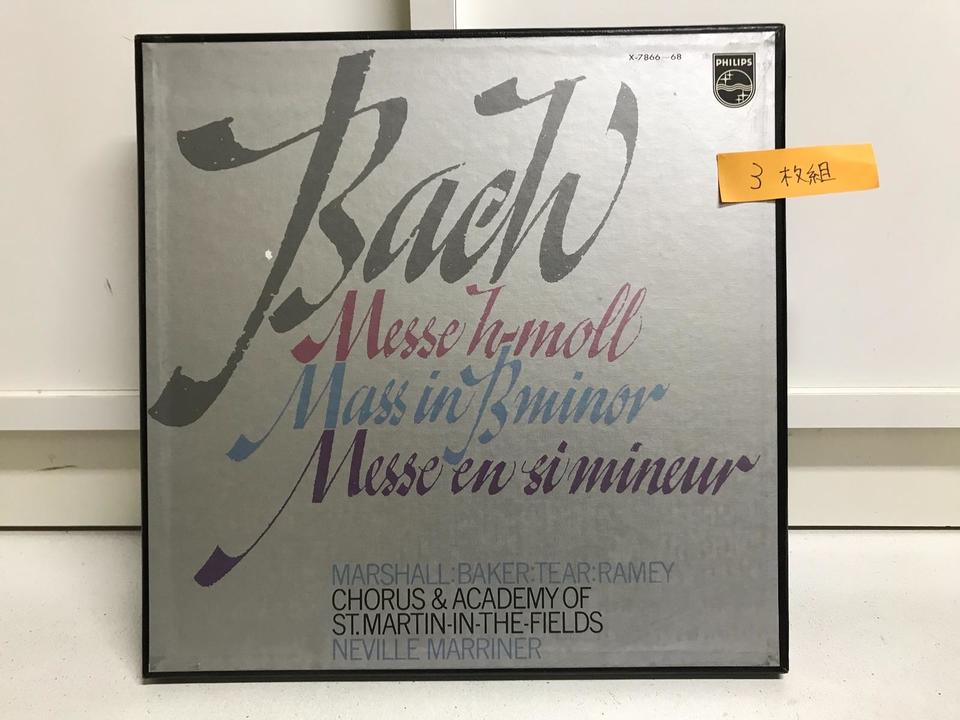 X-7866—68
PHILIPS
3枚組
Bach
Messe h-moll
Mass in B minor
Messe en si mineur
MARSHALL:BAKER:TEAR:RAMEY
CHORUS & ACADEMY OF
ST.MARTIN-IN-THE-FIELDS
NEVILLE MARRINER